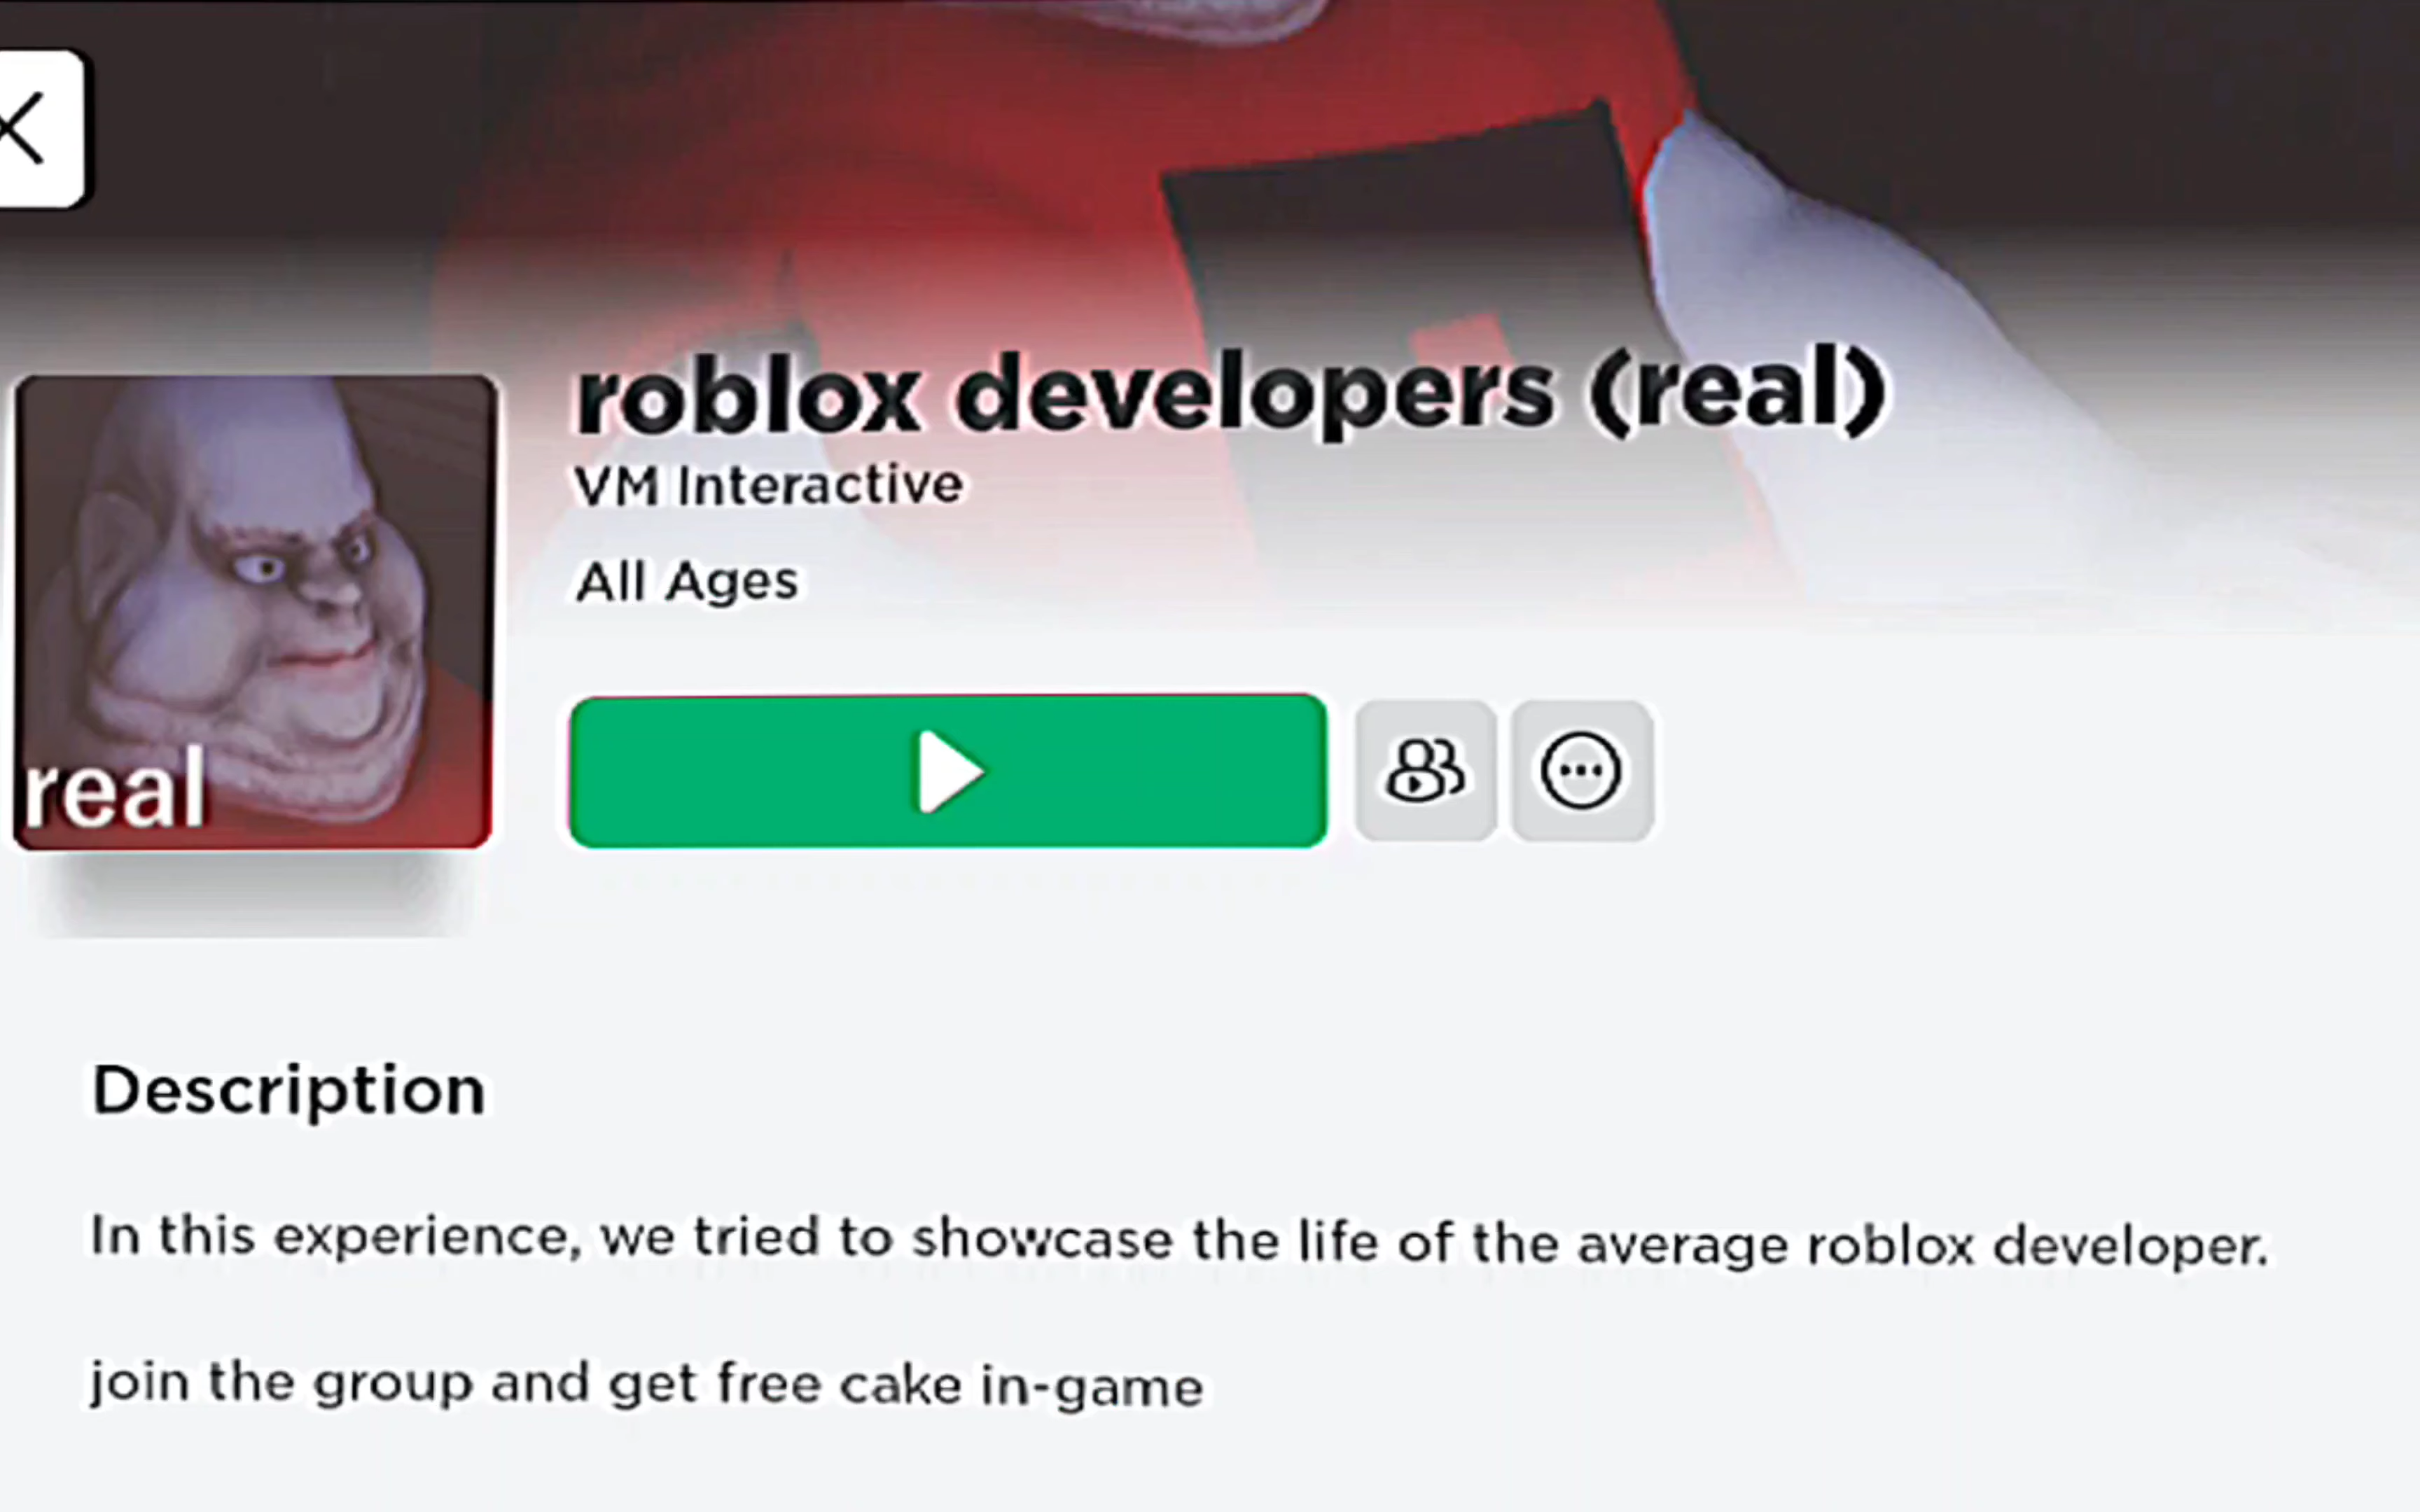 roblox developers (real)
VM Interactive
All Ages
real
Description
In this experience, we tried to showcase the life of the average roblox developer.
join the group and get free cake in-game